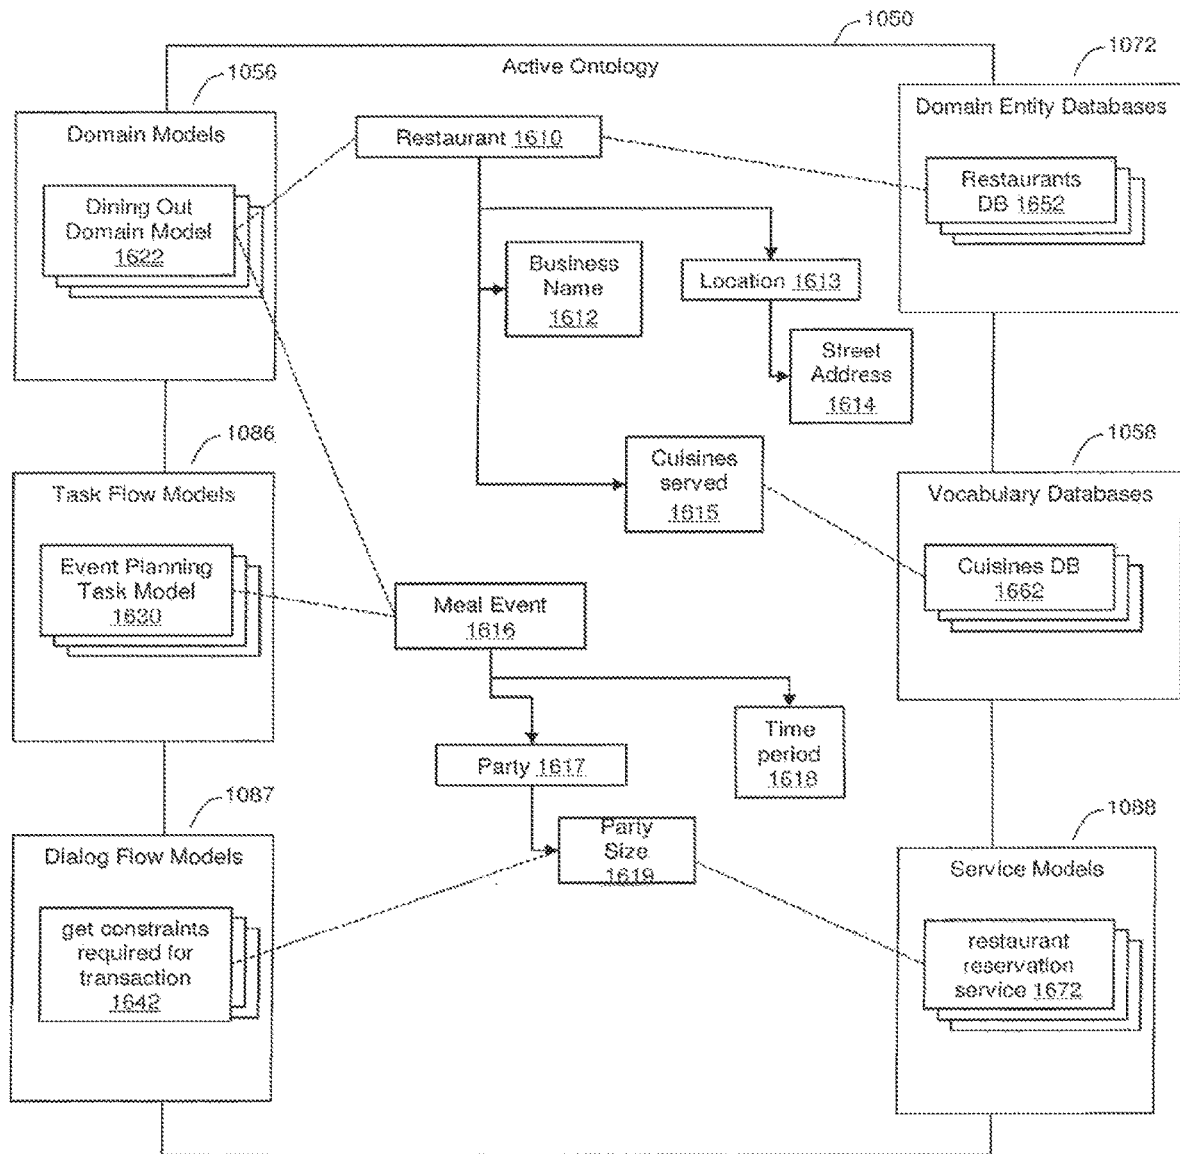 1050
Active Ontology
1056
1072
Domain Models
Domain Entity Databases
Restaurant 1610
Dining Out
Domain Model
1622
Restaurants
DB 1652
Business
Name
1612
Location 1613
Street
Address
1614
1086
1058
Task Flow Models
Cuisines
served
1615
Vocabulary Databases
Event Planning
Task Model
1630
Cuisines DB
1662
Meal Event
1616
Time
period
1618
Party 1617
1087
1088
Dialog Flow Models
Party
Size
1619
Service Models
get constraints
required for
transaction
1642
restaurant
reservation
service 1672